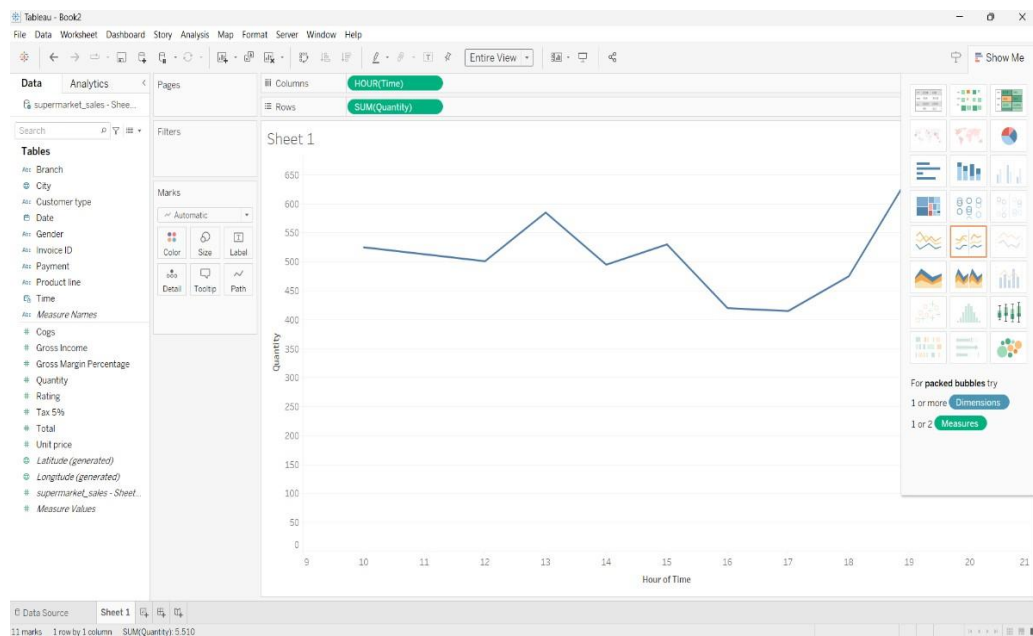 Tableau - Book2
File Data Worksheet Dashboard Story Analysis Map Format Server Window Help
Entire View
Show Me
Data Analytics
supermarket_sales - Shee...
Search
Tables
Abc Branch
City
Abc Customer type
Date
Abc Gender
Abc Invoice ID
Abc Payment
Abc Product line
Time
Abc Measure Names
# Cogs
# Gross Income
# Gross Margin Percentage
# Quantity
# Rating
# Tax 5%
# Total
# Unit price
Latitude (generated)
Longitude (generated)
# supermarket_sales - Sheet...
# Measure Values
Pages
Filters
Marks
Automatic
Color Size Label
Detail Tooltip Path
Columns HOUR(Time)
Rows SUM(Quantity)
Sheet 1
650
600
550
500
450
400
350
300
250
200
150
100
50
0
Quantity
9 10 11 12 13 14 15 16 17 18 19 20 21
Hour of Time
For packed bubbles try
1 or more Dimensions
1 or 2 Measures
Data Source Sheet 1
11 marks 1 row by 1 column SUM(Quantity): 5.510